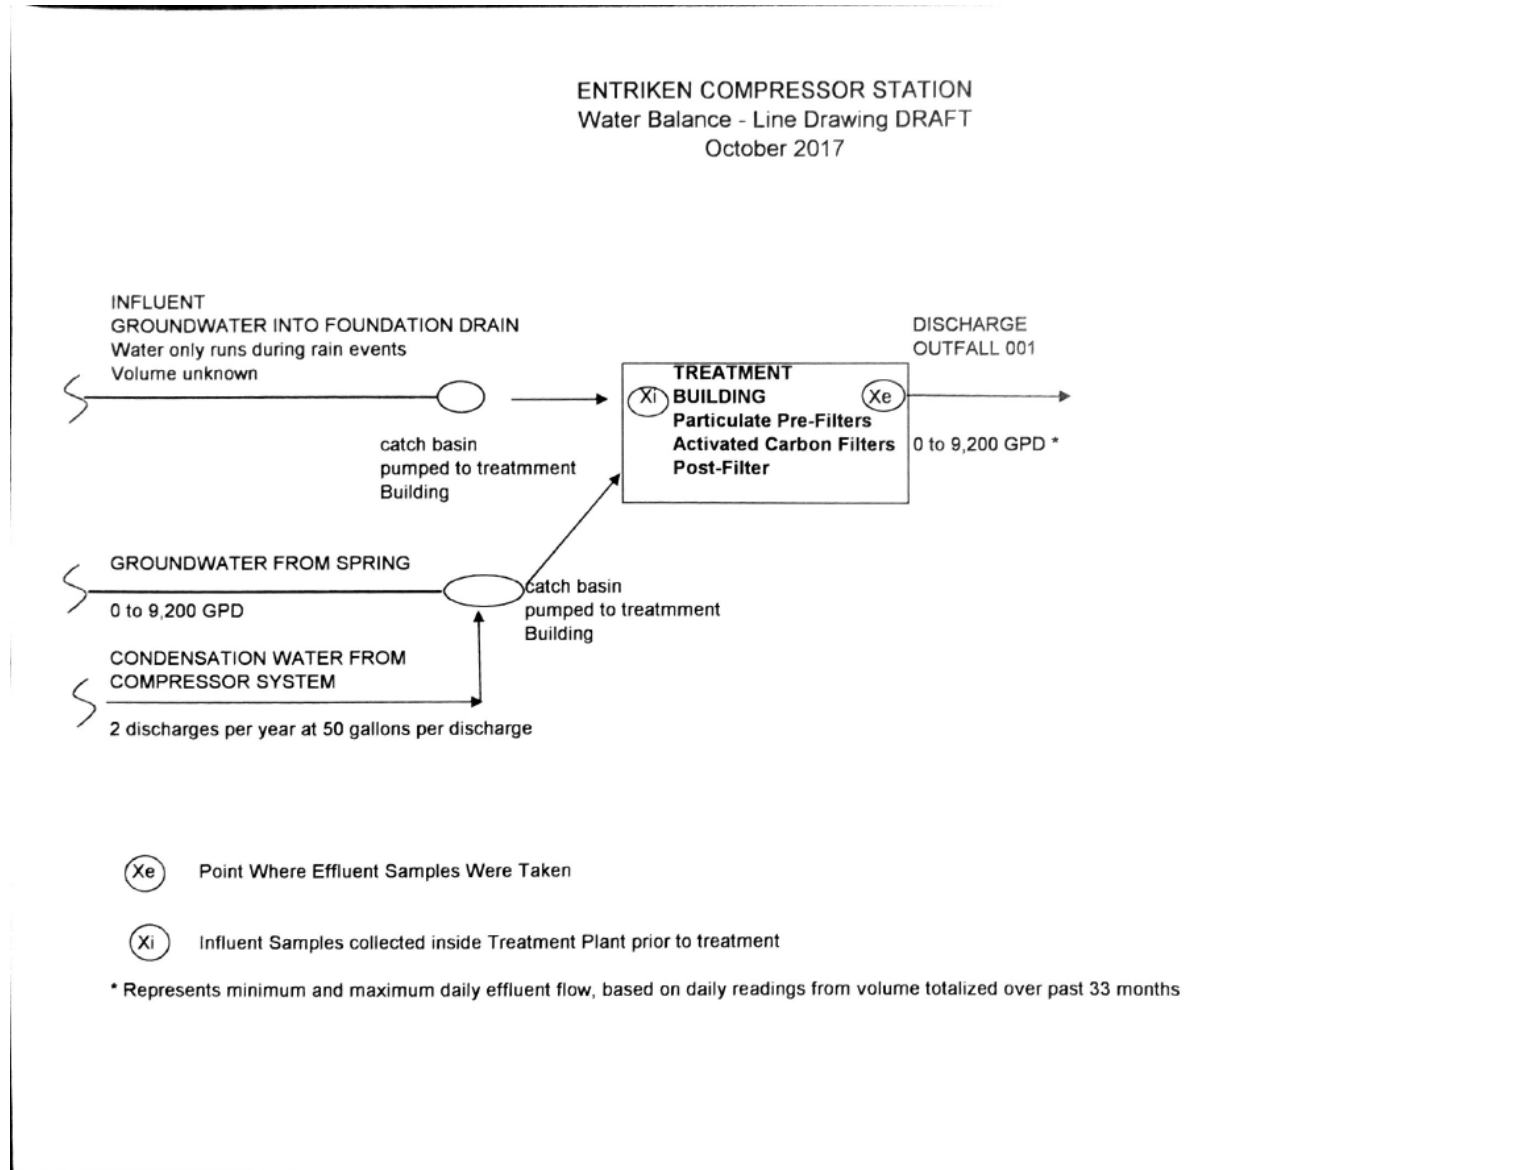 ENTRIKEN COMPRESSOR STATION
Water Balance - Line Drawing DRAFT
October 2017
INFLUENT
GROUNDWATER INTO FOUNDATION DRAIN
Water only runs during rain events
Volume unknown
catch basin
pumped to treatmment
Building
Xi
TREATMENT
BUILDING
Particulate Pre-Filters
Activated Carbon Filters
Post-Filter
Xe
DISCHARGE
OUTFALL 001
0 to 9,200 GPD *
GROUNDWATER FROM SPRING
0 to 9,200 GPD
catch basin
pumped to treatmment
Building
CONDENSATION WATER FROM
COMPRESSOR SYSTEM
2 discharges per year at 50 gallons per discharge
Xe Point Where Effluent Samples Were Taken
Xi Influent Samples collected inside Treatment Plant prior to treatment
* Represents minimum and maximum daily effluent flow, based on daily readings from volume totalized over past 33 months